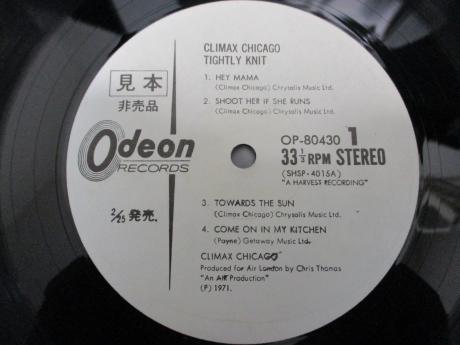 CLIMAX CHICAGO
TIGHTLY KNIT
1. HEY MAMA
(Climax Chicago) Chrysalis Music Ltd.
2. SHOOT HER IF SHE RUNS
(Climax Chicago) Chrysalis Music Ltd.
見本
非売品
Odeon
RECORDS
OP-80430 1
33 1/3 RPM STEREO
(SHSP-4015A)
"A HARVEST RECORDING"
2/25 発売.
3. TOWARDS THE SUN
(Climax Chicago) Chrysalis Music Ltd.
4. COME ON IN MY KITCHEN
(Payne) Getaway Music Ltd.
CLIMAX CHICAGO
Produced for Air London by Chris Thomas
"An AIR Production"
(P) 1971.